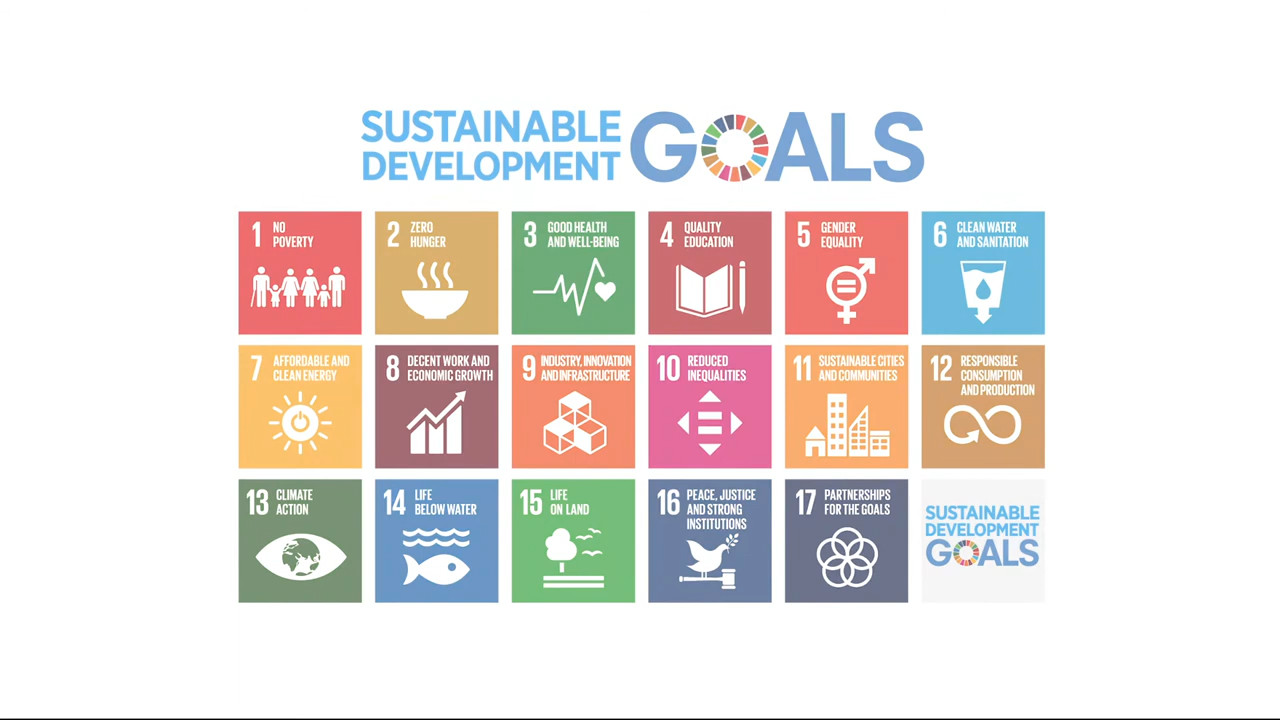 SUSTAINABLE
DEVELOPMENT
GOALS
1 NO
POVERTY
2 ZERO
HUNGER
3 GOOD HEALTH
AND WELL-BEING
4 QUALITY
EDUCATION
5 GENDER
EQUALITY
6 CLEAN WATER
AND SANITATION
7 AFFORDABLE AND
CLEAN ENERGY
8 DECENT WORK AND
ECONOMIC GROWTH
9 INDUSTRY, INNOVATION
AND INFRASTRUCTURE
10 REDUCED
INEQUALITIES
11 SUSTAINABLE CITIES
AND COMMUNITIES
12 RESPONSIBLE
CONSUMPTION
AND PRODUCTION
13 CLIMATE
ACTION
14 LIFE
BELOW WATER
15 LIFE
ON LAND
16 PEACE, JUSTICE
AND STRONG
INSTITUTIONS
17 PARTNERSHIPS
FOR THE GOALS
SUSTAINABLE
DEVELOPMENT
GOALS